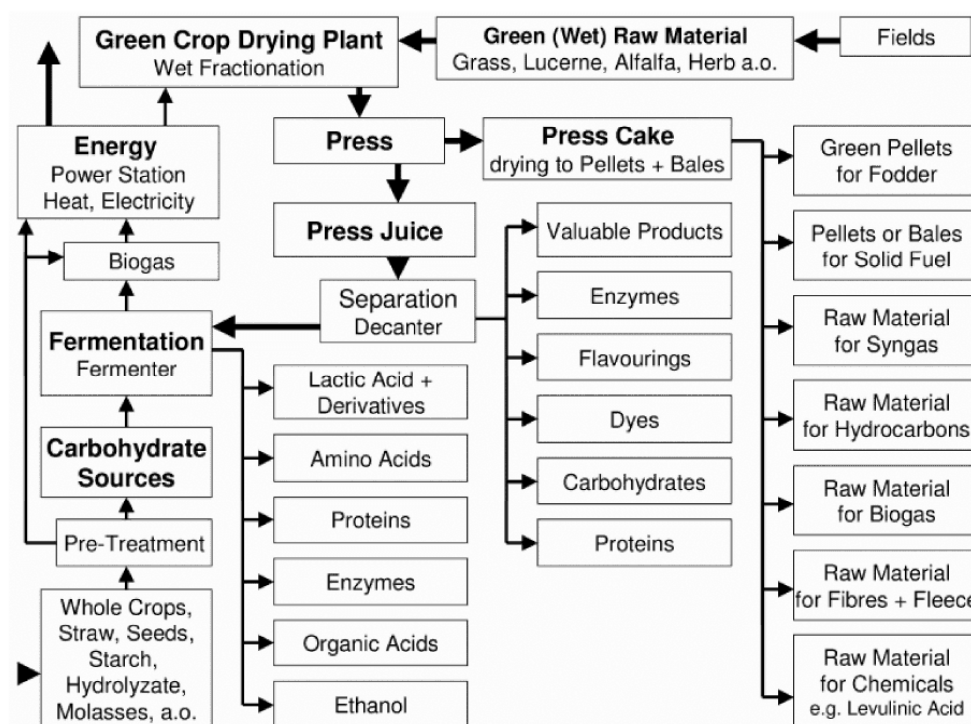 Green Crop Drying Plant
Wet Fractionation
Green (Wet) Raw Material
Grass, Lucerne, Alfalfa, Herb a.o.
Fields
Energy
Power Station
Heat, Electricity
Press
Press Cake
drying to Pellets + Bales
Green Pellets
for Fodder
Press Juice
Valuable Products
Pellets or Bales
for Solid Fuel
Biogas
Separation
Decanter
Enzymes
Raw Material
for Syngas
Fermentation
Fermenter
Flavourings
Lactic Acid +
Derivatives
Dyes
Raw Material
for Hydrocarbons
Carbohydrate
Sources
Amino Acids
Carbohydrates
Raw Material
for Biogas
Pre-Treatment
Proteins
Proteins
Whole Crops,
Straw, Seeds,
Starch,
Hydrolyzate,
Molasses, a.o.
Enzymes
Raw Material
for Fibres + Fleece
Organic Acids
Ethanol
Raw Material
for Chemicals
e.g. Levulinic Acid